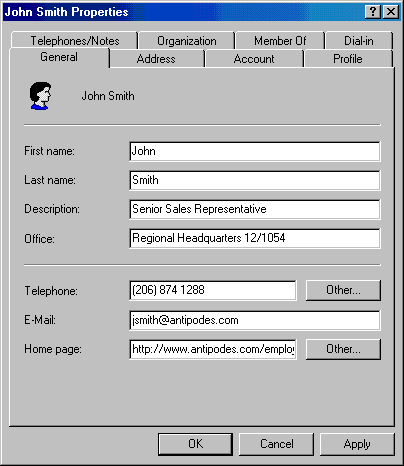 John Smith Properties
Telephones/Notes Organization Member Of Dial-in
General Address Account Profile
John Smith
First name: John
Last name: Smith
Description: Senior Sales Representative
Office: Regional Headquarters 12/1054
Telephone: (206) 874 1288 Other...
E-Mail: jsmith@antipodes.com
Home page: http://www.antipodes.com/employ Other...
OK Cancel Apply